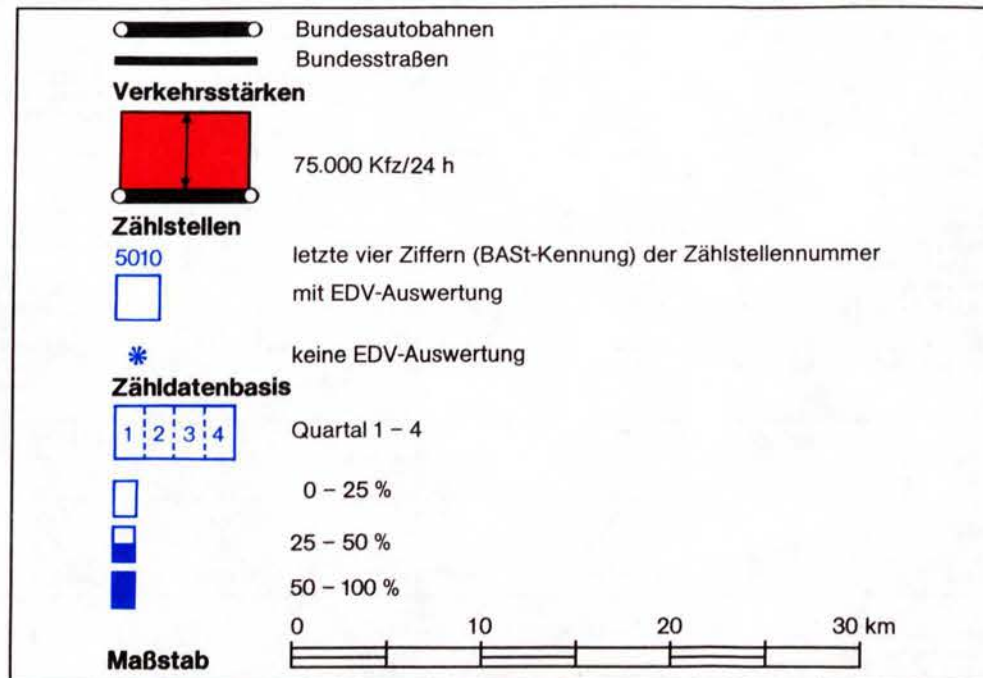 Bundesautobahnen
Bundesstraßen
Verkehrsstärken
75.000 Kfz/24 h
Zählstellen
5010 letzte vier Ziffern (BASt-Kennung) der Zählstellennummer
mit EDV-Auswertung
* keine EDV-Auswertung
Zähldatenbasis
1 2 3 4 Quartal 1 – 4
0 – 25 %
25 – 50 %
50 – 100 %
0 10 20 30 km
Maßstab